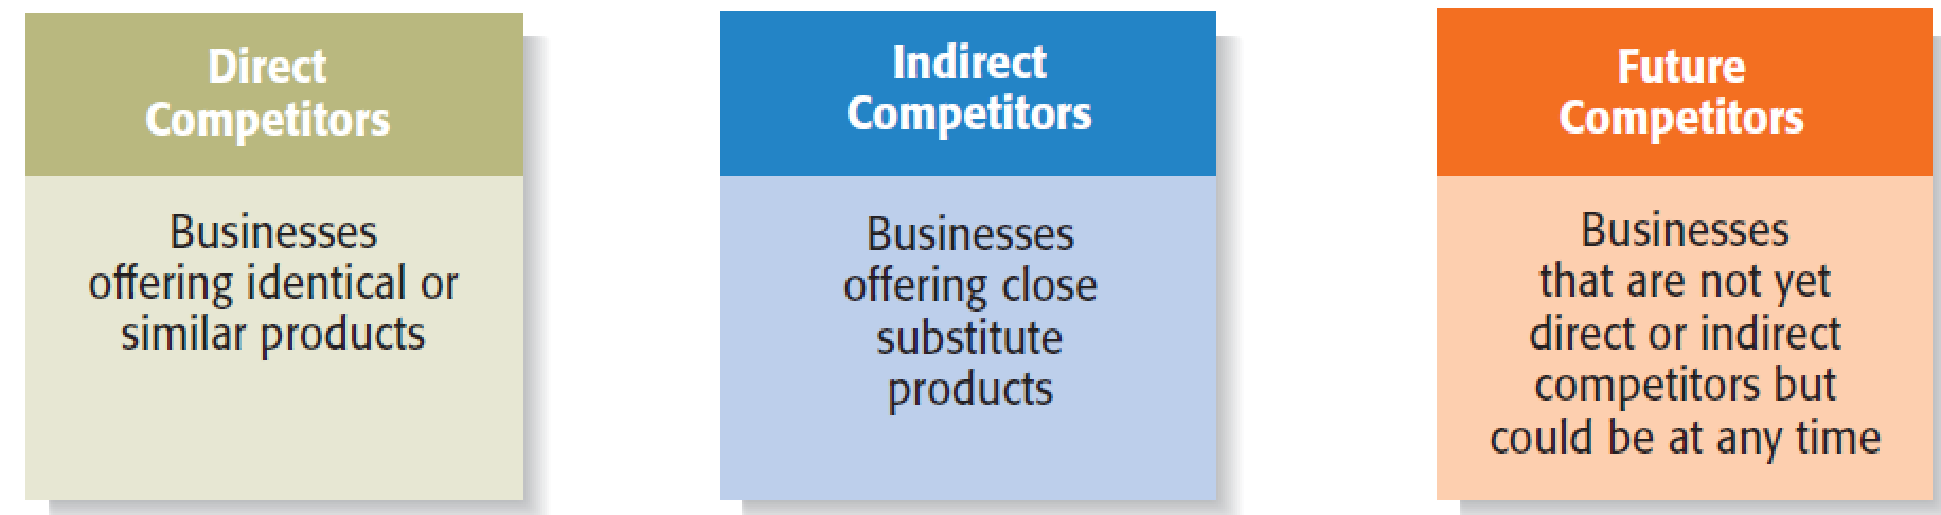 Direct
Competitors
Businesses
offering identical or
similar products
Indirect
Competitors
Businesses
offering close
substitute
products
Future
Competitors
Businesses
that are not yet
direct or indirect
competitors but
could be at any time